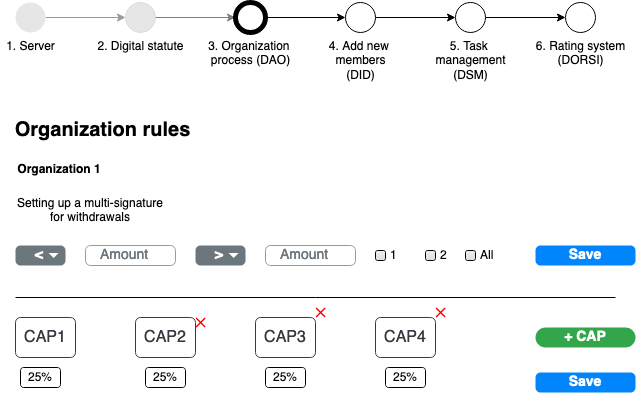 1. Server
2. Digital statute
3. Organization process (DAO)
4. Add new members (DID)
5. Task management (DSM)
6. Rating system (DORSI)
Organization rules
Organization 1
Setting up a multi-signature
for withdrawals
< Amount > Amount 1 2 All Save
CAP1 CAP2 CAP3 CAP4 + CAP
25% 25% 25% 25% Save